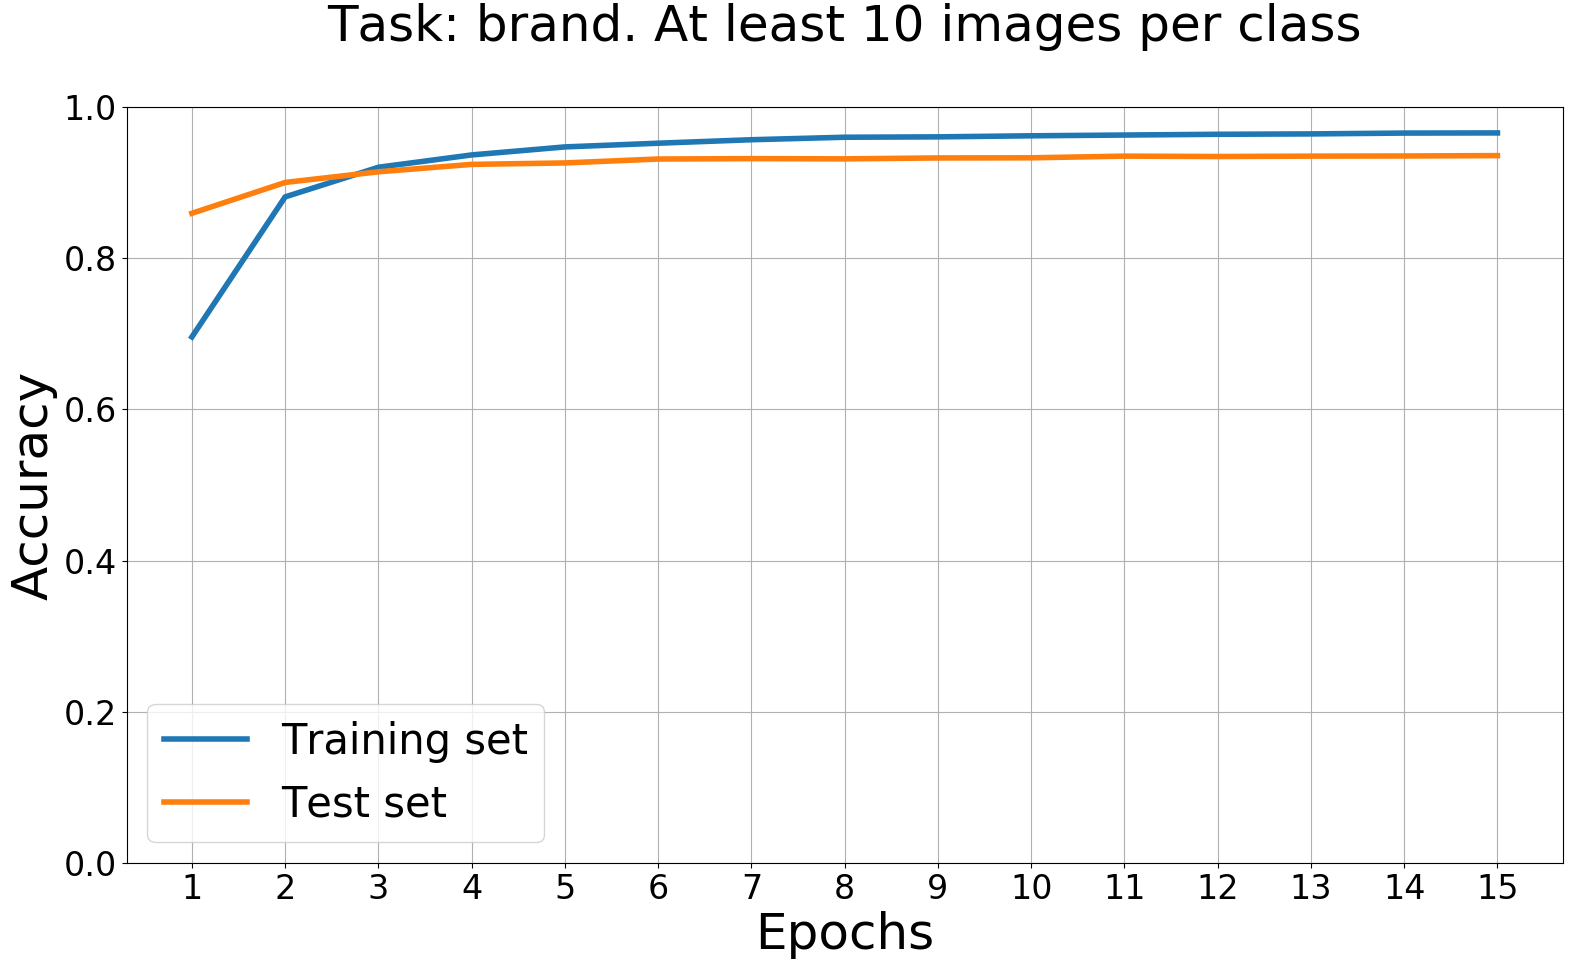 Task: brand. At least 10 images per class
1.0
0.8
0.6
0.4
0.2
0.0
Accuracy
Training set
Test set
1 2 3 4 5 6 7 8 9 10 11 12 13 14 15
Epochs